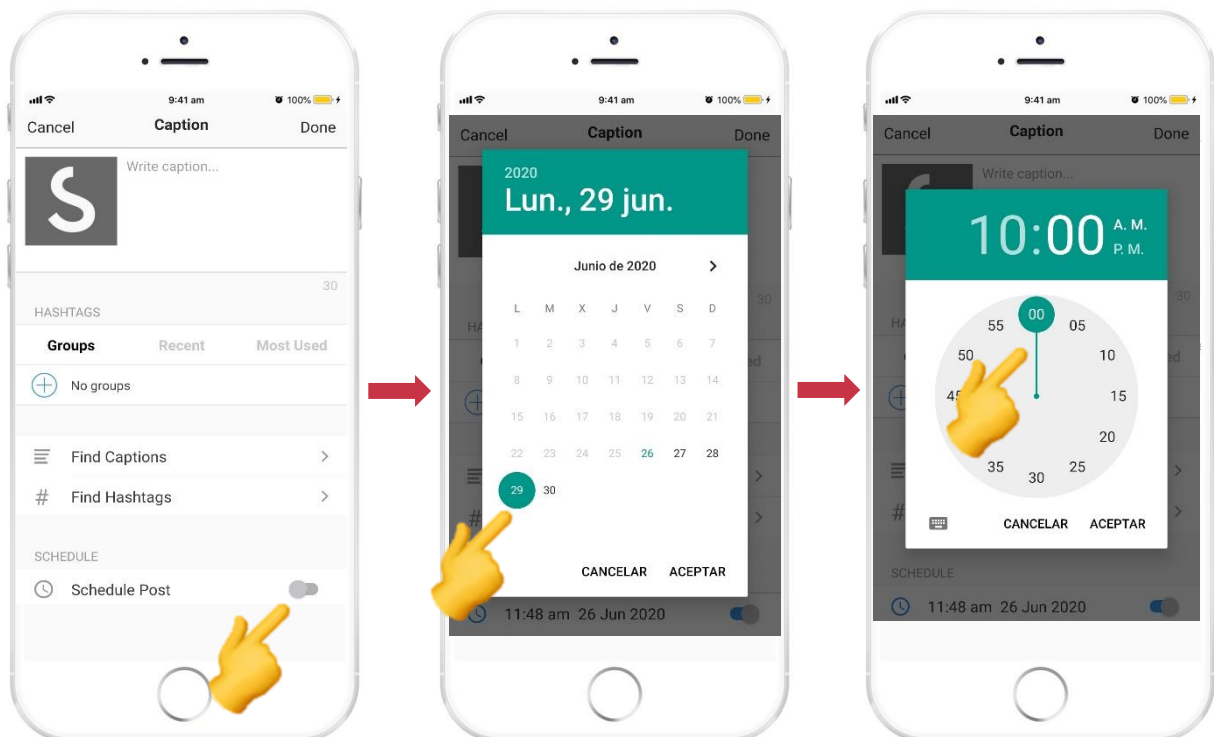 9:41 am
100%
Cancel
Caption
Done
S
Write caption...
30
HASHTAGS
Groups
Recent
Most Used
No groups
Find Captions
Find Hashtags
SCHEDULE
Schedule Post
9:41 am
100%
Cancel
Caption
Done
2020
Lun., 29 jun.
Junio de 2020
L M X J V S D
1 2 3 4 5 6 7
8 9 10 11 12 13 14
15 16 17 18 19 20 21
22 23 24 25 26 27 28
29 30
30
CANCELAR
ACEPTAR
11:48 am 26 Jun 2020
9:41 am
100%
Cancel
Caption
Done
Write caption...
10:00
A. M.
P. M.
30
00
05
10
15
20
25
30
35
50
55
CANCELAR
ACEPTAR
SCHEDULE
11:48 am 26 Jun 2020